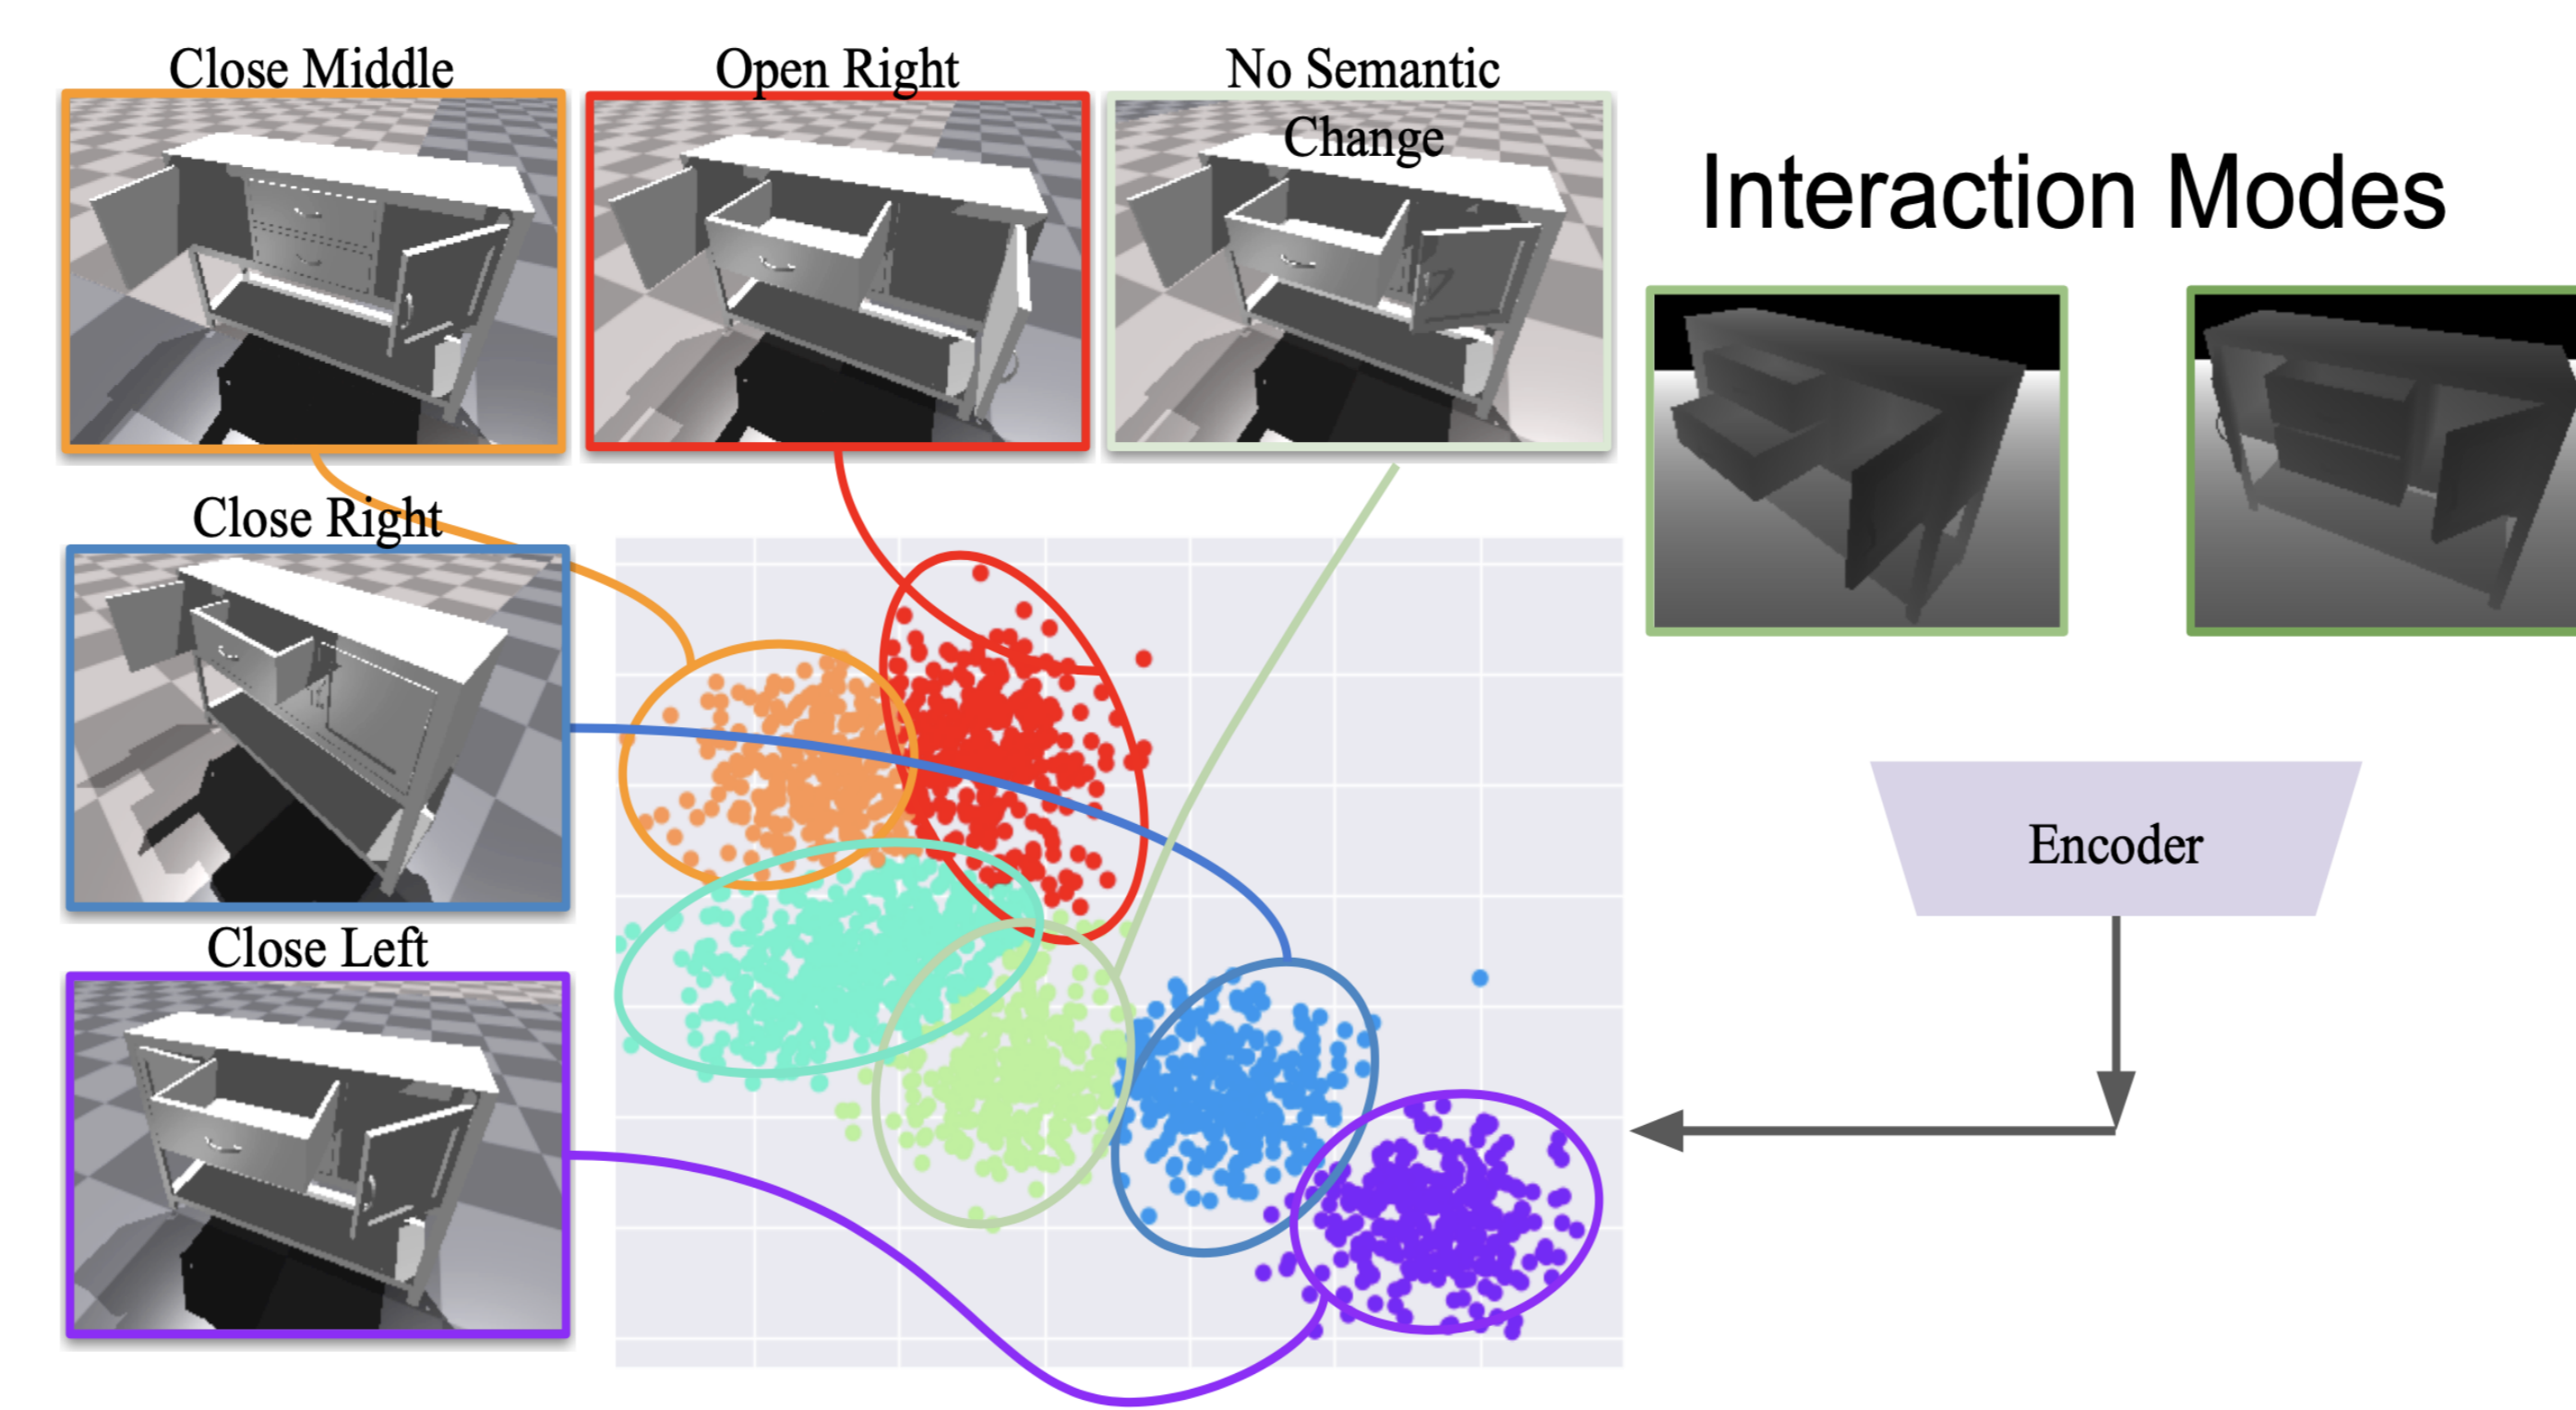 Close Middle
Open Right
No Semantic
Change
Interaction Modes
Close Right
Encoder
Close Left